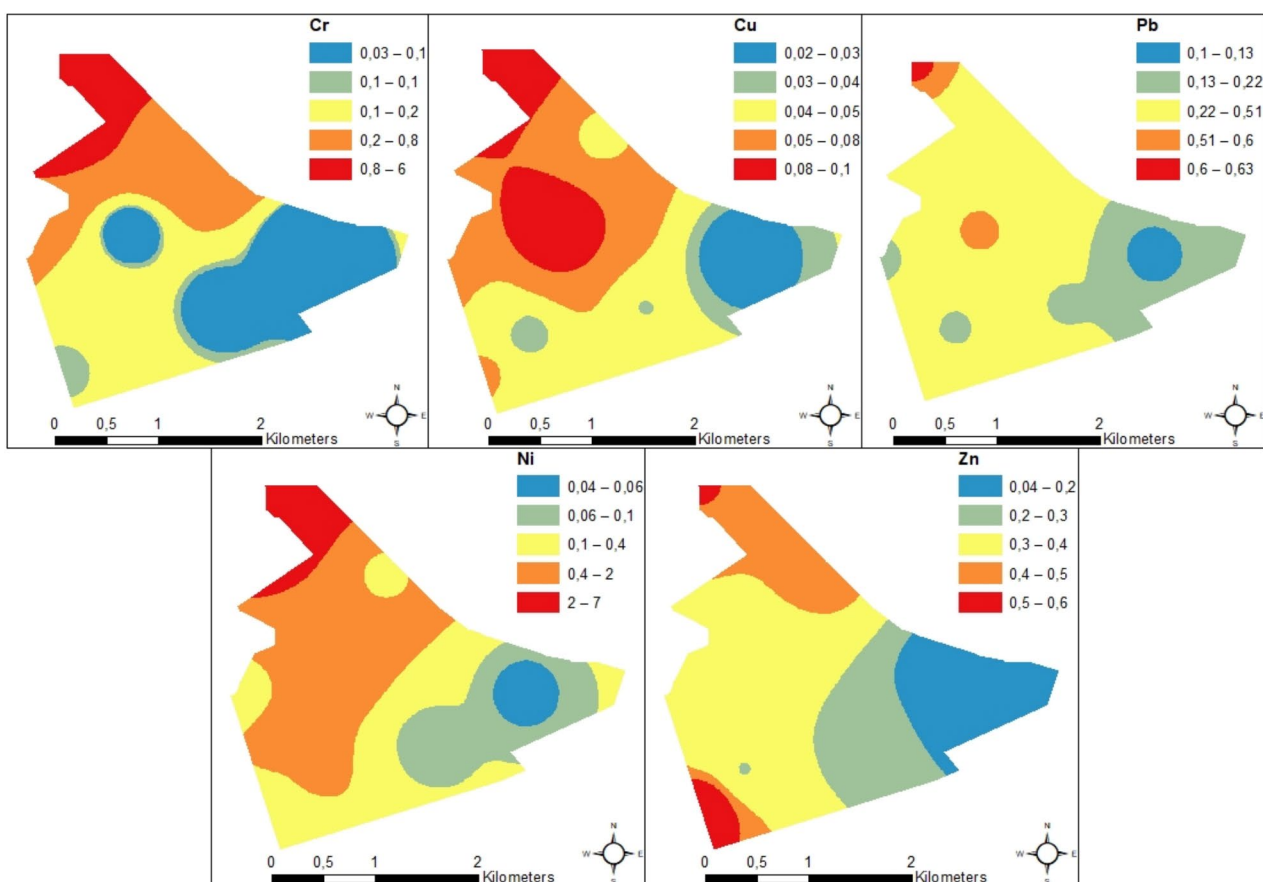 Cr
0,03 – 0,1
0,1 – 0,1
0,1 – 0,2
0,2 – 0,8
0,8 – 6
N
W E
S
0 0,5 1 2
Kilometers
Cu
0,02 – 0,03
0,03 – 0,04
0,04 – 0,05
0,05 – 0,08
0,08 – 0,1
N
W E
S
0 0,5 1 2
Kilometers
Pb
0,1 – 0,13
0,13 – 0,22
0,22 – 0,51
0,51 – 0,6
0,6 – 0,63
N
W E
S
0 0,5 1 2
Kilometers
Ni
0,04 – 0,06
0,06 – 0,1
0,1 – 0,4
0,4 – 2
2 – 7
N
W E
S
0 0,5 1 2
Kilometers
Zn
0,04 – 0,2
0,2 – 0,3
0,3 – 0,4
0,4 – 0,5
0,5 – 0,6
N
W E
S
0 0,5 1 2
Kilometers